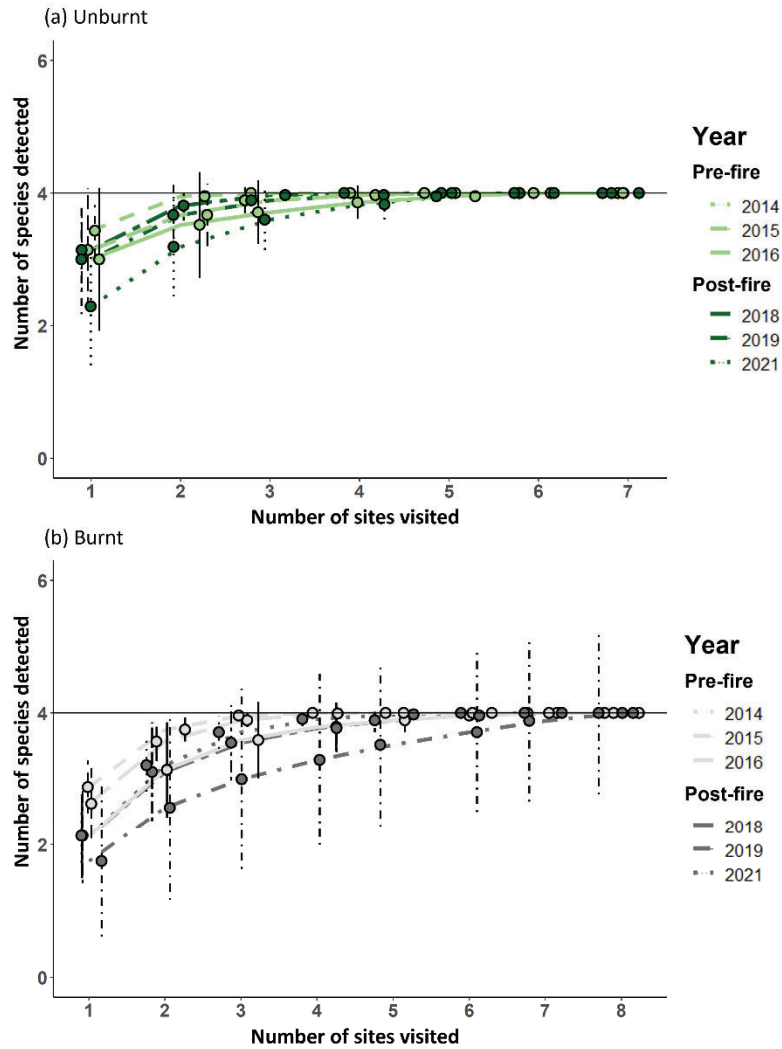 (a) Unburnt
6
4
2
0
Number of species detected
1 2 3 4 5 6 7
Number of sites visited
Year
Pre-fire
2014
2015
2016
Post-fire
2018
2019
2021
(b) Burnt
6
4
2
0
Number of species detected
1 2 3 4 5 6 7 8
Number of sites visited
Year
Pre-fire
2014
2015
2016
Post-fire
2018
2019
2021